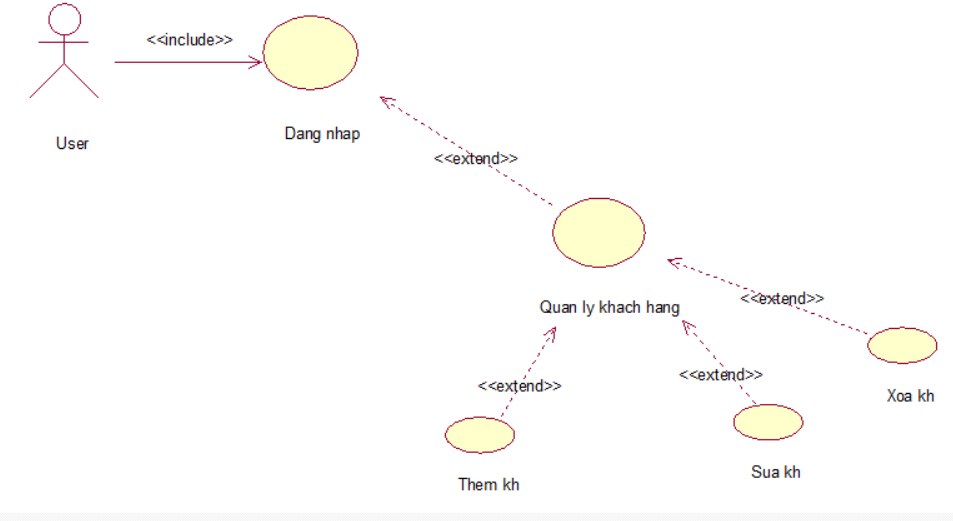 <<include>>
User
Dang nhap
<<extend>>
Quan ly khach hang
<<extend>>
<<extend>>
<<extend>>
Xoa kh
Sua kh
Them kh